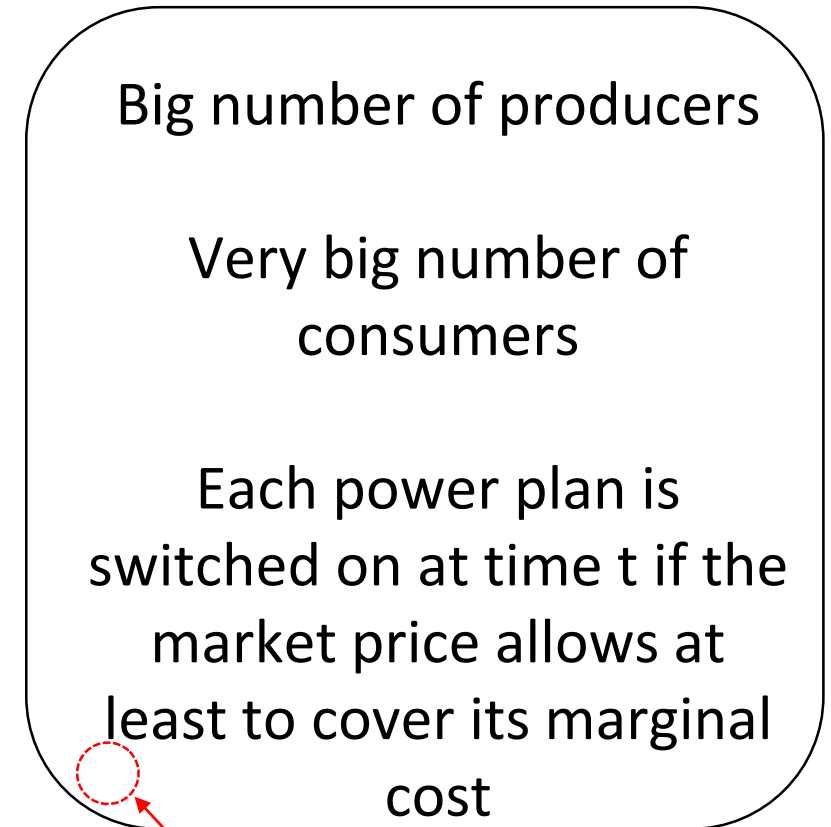 Big number of producers
Very big number of
consumers
Each power plan is
switched on at time t if the
market price allows at
least to cover its marginal
cost